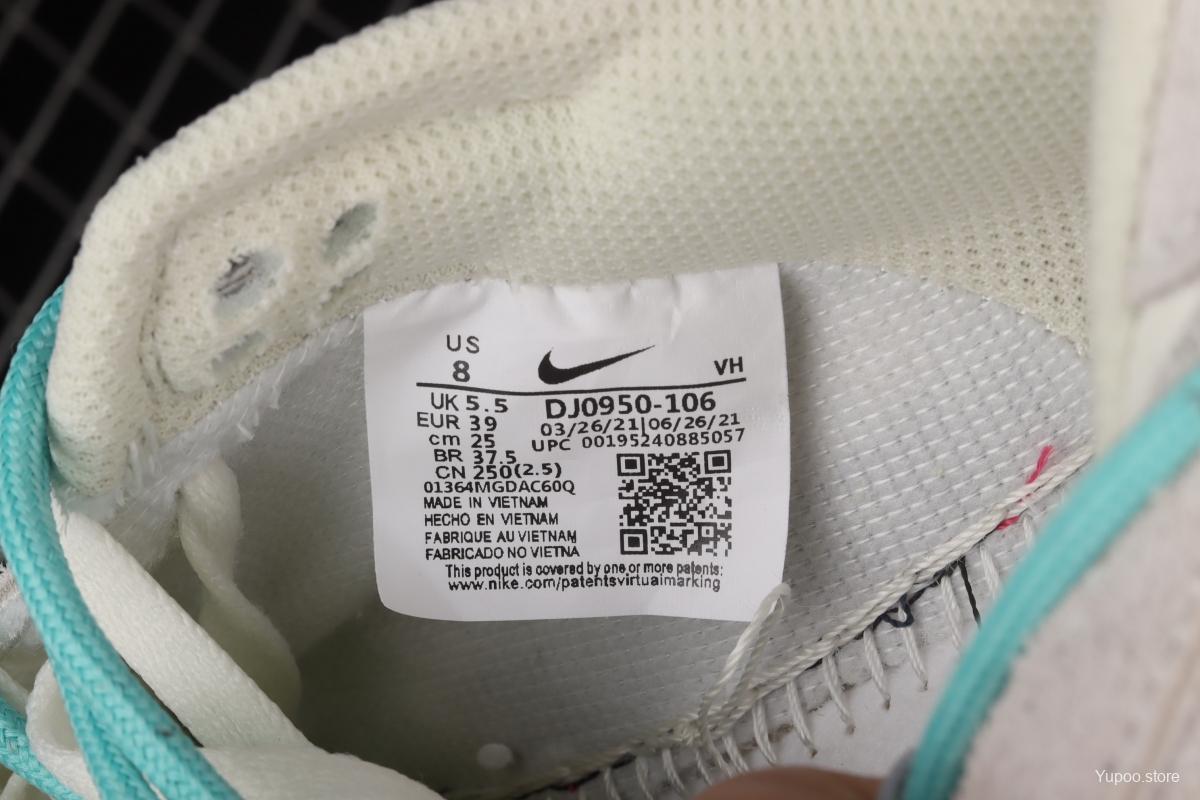 US
8
VH
UK 5.5
EUR 39
cm 25
BR 37.5
CN 250(2.5)
DJ0950-106
03/26/21|06/26/21
UPC 00195240885057
01364MGDAC60Q
MADE IN VIETNAM
HECHO EN VIETNAM
FABRIQUE AU VIETNAM
FABRICADO NO VIETNA
This product is covered by one or more patents:
www.nike.com/patentsvirtuaimarking
Yupoo.store